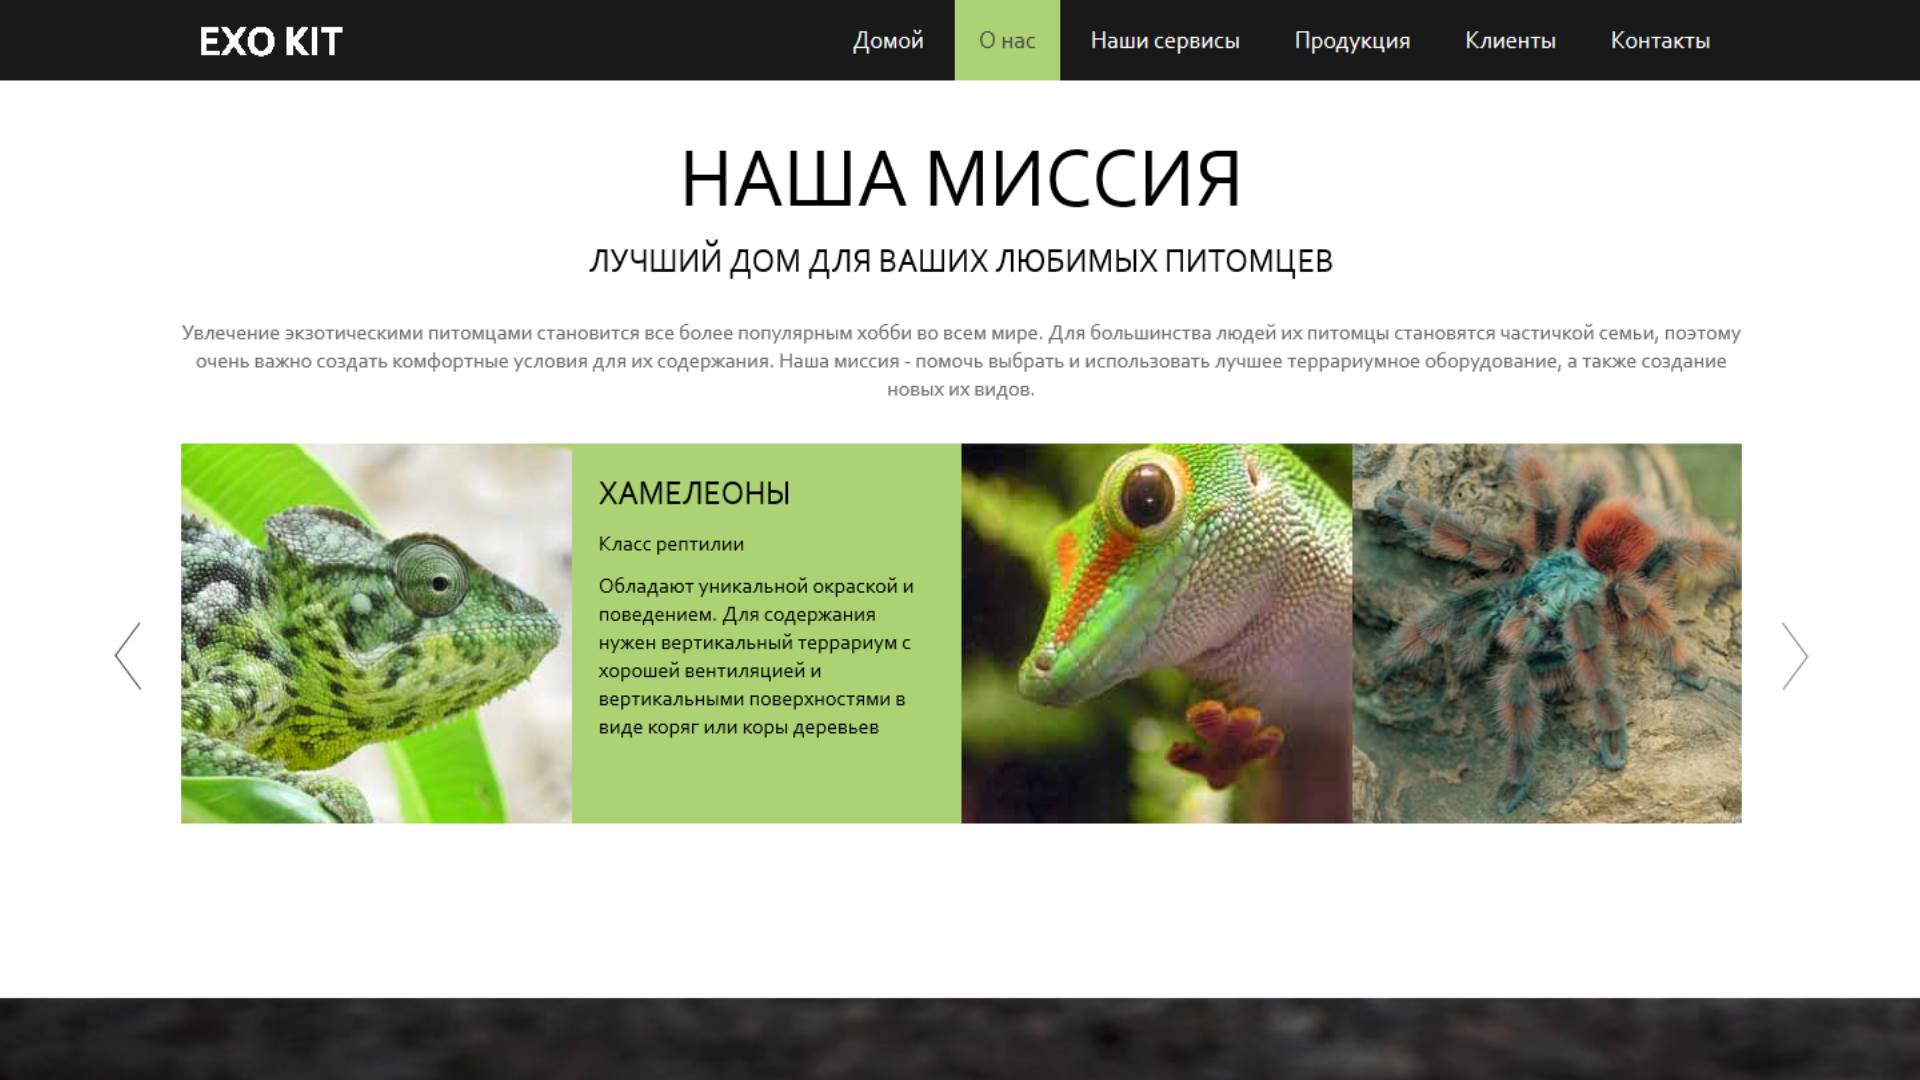 EXO KIT
Домой
О нас
Наши сервисы
Продукция
Клиенты
Контакты
НАША МИССИЯ
ЛУЧШИЙ ДОМ ДЛЯ ВАШИХ ЛЮБИМЫХ ПИТОМЦЕВ
Увлечение экзотическими питомцами становится все более популярным хобби во всем мире. Для большинства людей их питомцы становятся частичкой семьи, поэтому
очень важно создать комфортные условия для их содержания. Наша миссия - помочь выбрать и использовать лучшее террариумное оборудование, а также создание
новых их видов.
ХАМЕЛЕОНЫ
Класс рептилии
Обладают уникальной окраской и
поведением. Для содержания
нужен вертикальный террариум с
хорошей вентиляцией и
вертикальными поверхностями в
виде коряг или коры деревьев